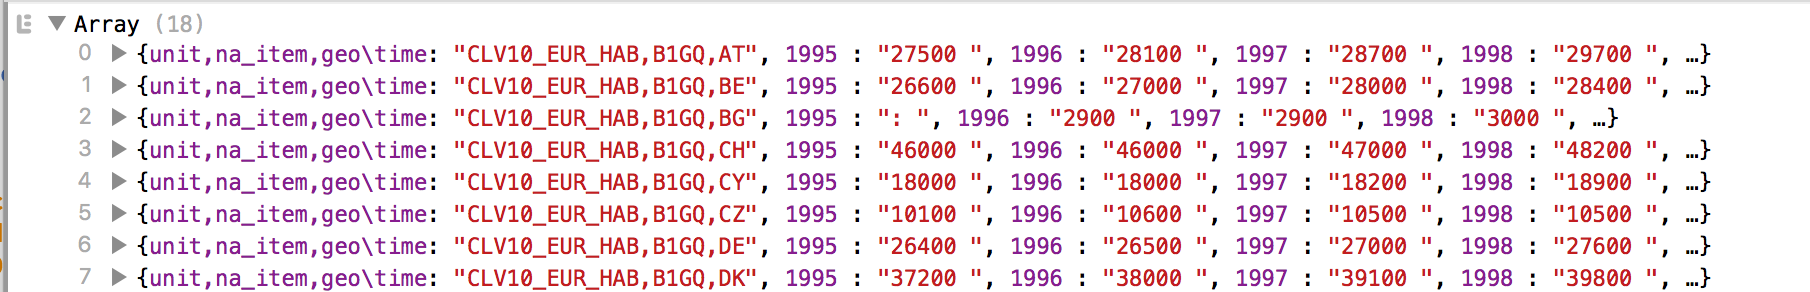 Array (18)
0 {unit,na_item,geo\time: "CLV10_EUR_HAB,B1GQ,AT", 1995 : "27500 ", 1996 : "28100 ", 1997 : "28700 ", 1998 : "29700 ", …}
1 {unit,na_item,geo\time: "CLV10_EUR_HAB,B1GQ,BE", 1995 : "26600 ", 1996 : "27000 ", 1997 : "28000 ", 1998 : "28400 ", …}
2 {unit,na_item,geo\time: "CLV10_EUR_HAB,B1GQ,BG", 1995 : ": ", 1996 : "2900 ", 1997 : "2900 ", 1998 : "3000 ", …}
3 {unit,na_item,geo\time: "CLV10_EUR_HAB,B1GQ,CH", 1995 : "46000 ", 1996 : "46000 ", 1997 : "47000 ", 1998 : "48200 ", …}
4 {unit,na_item,geo\time: "CLV10_EUR_HAB,B1GQ,CY", 1995 : "18000 ", 1996 : "18000 ", 1997 : "18200 ", 1998 : "18900 ", …}
5 {unit,na_item,geo\time: "CLV10_EUR_HAB,B1GQ,CZ", 1995 : "10100 ", 1996 : "10600 ", 1997 : "10500 ", 1998 : "10500 ", …}
6 {unit,na_item,geo\time: "CLV10_EUR_HAB,B1GQ,DE", 1995 : "26400 ", 1996 : "26500 ", 1997 : "27000 ", 1998 : "27600 ", …}
7 {unit,na_item,geo\time: "CLV10_EUR_HAB,B1GQ,DK", 1995 : "37200 ", 1996 : "38000 ", 1997 : "39100 ", 1998 : "39800 ", …}